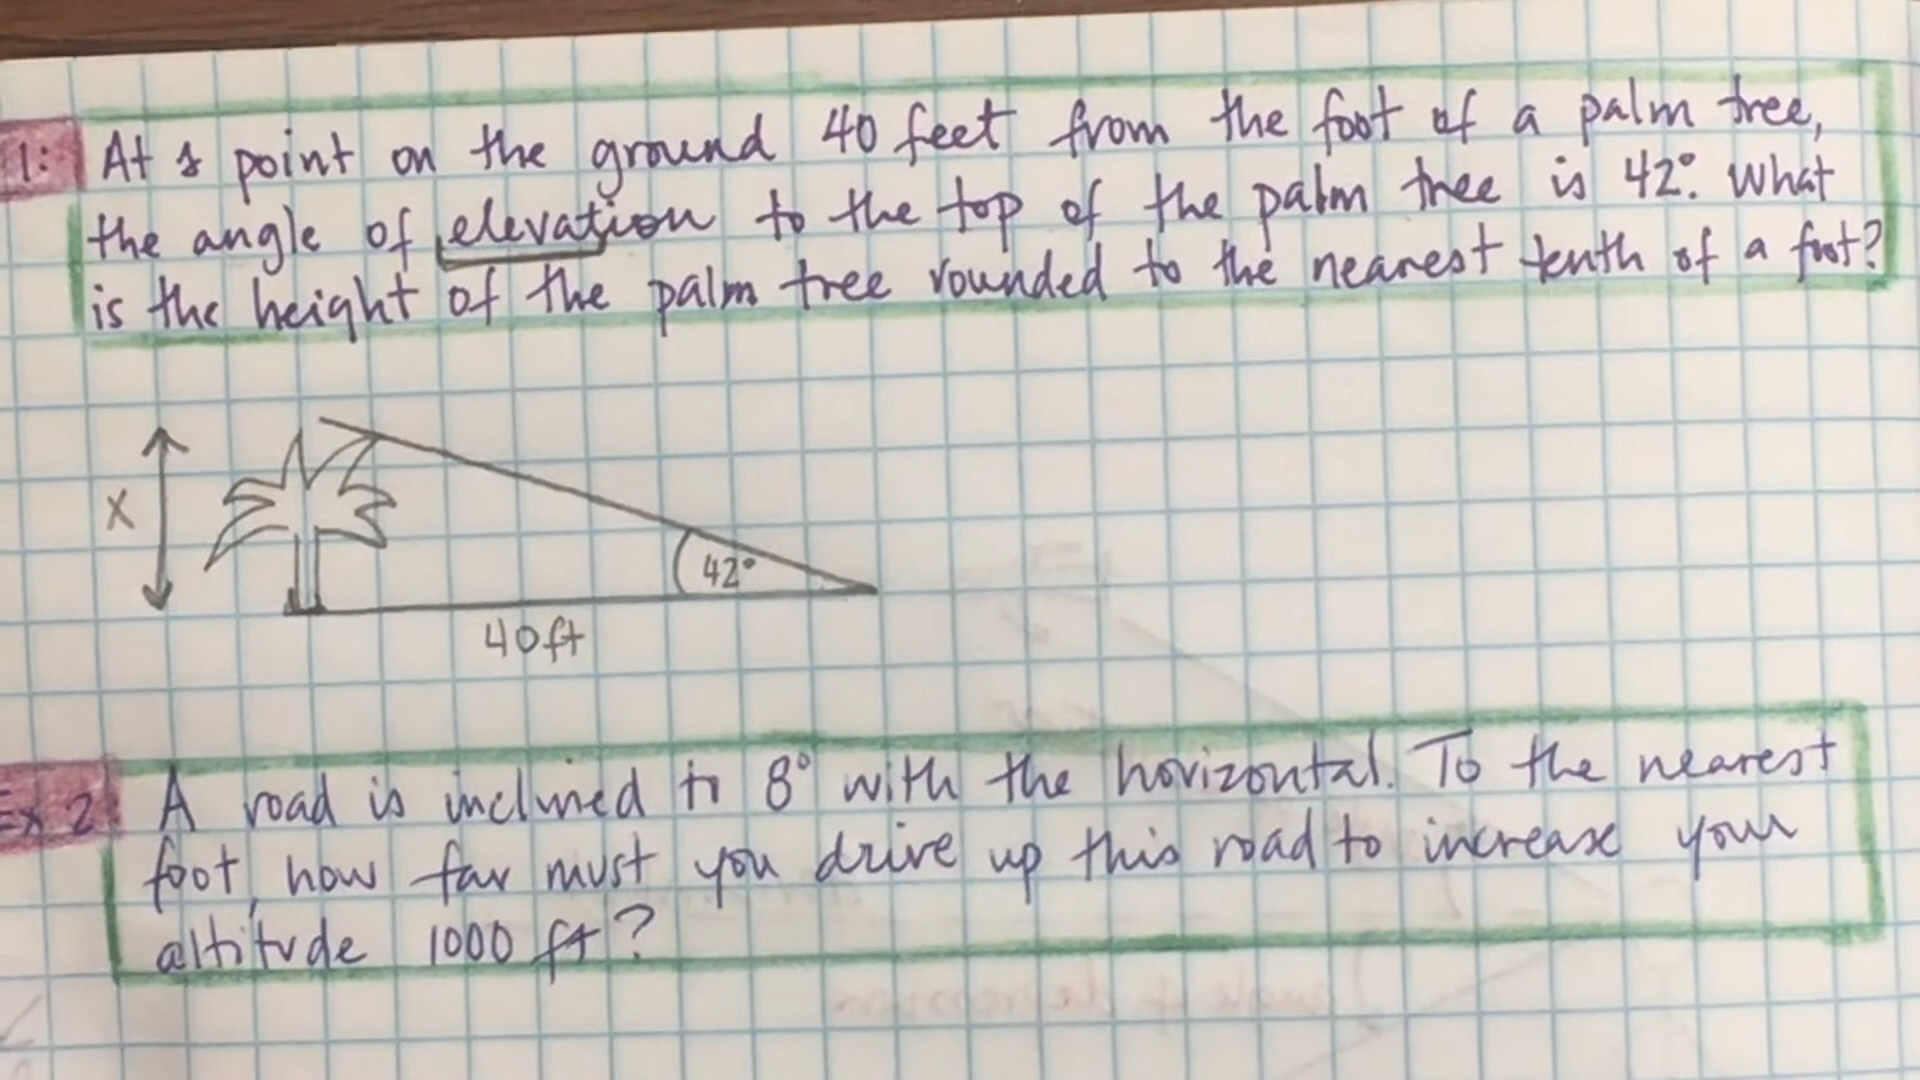 1: At a point on the ground 40 feet from the foot of a palm tree,
the angle of elevation to the top of the palm tree is 42°. What
is the height of the palm tree rounded to the nearest tenth of a foot?
X
42°
40ft
Ex 2 A road is inclined to 8° with the horizontal. To the nearest
foot, how far must you drive up this road to increase your
altitude 1000 ft?